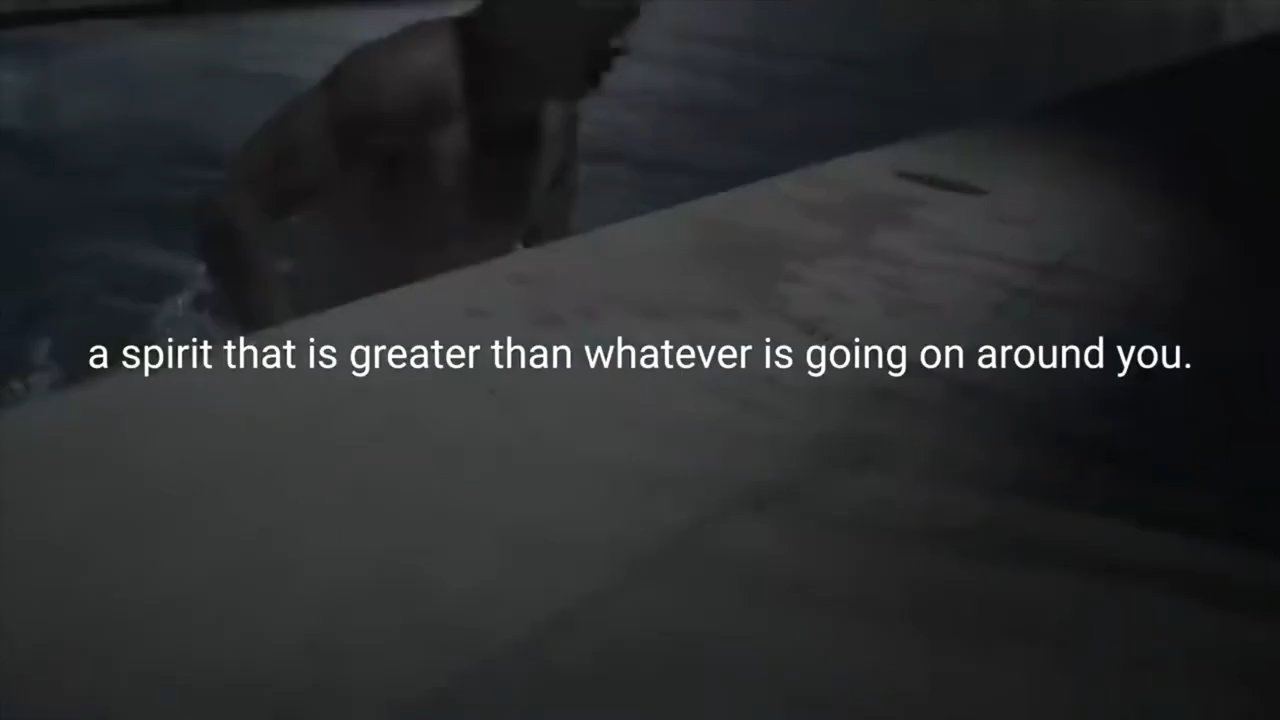 a spirit that is greater than whatever is going on around you.